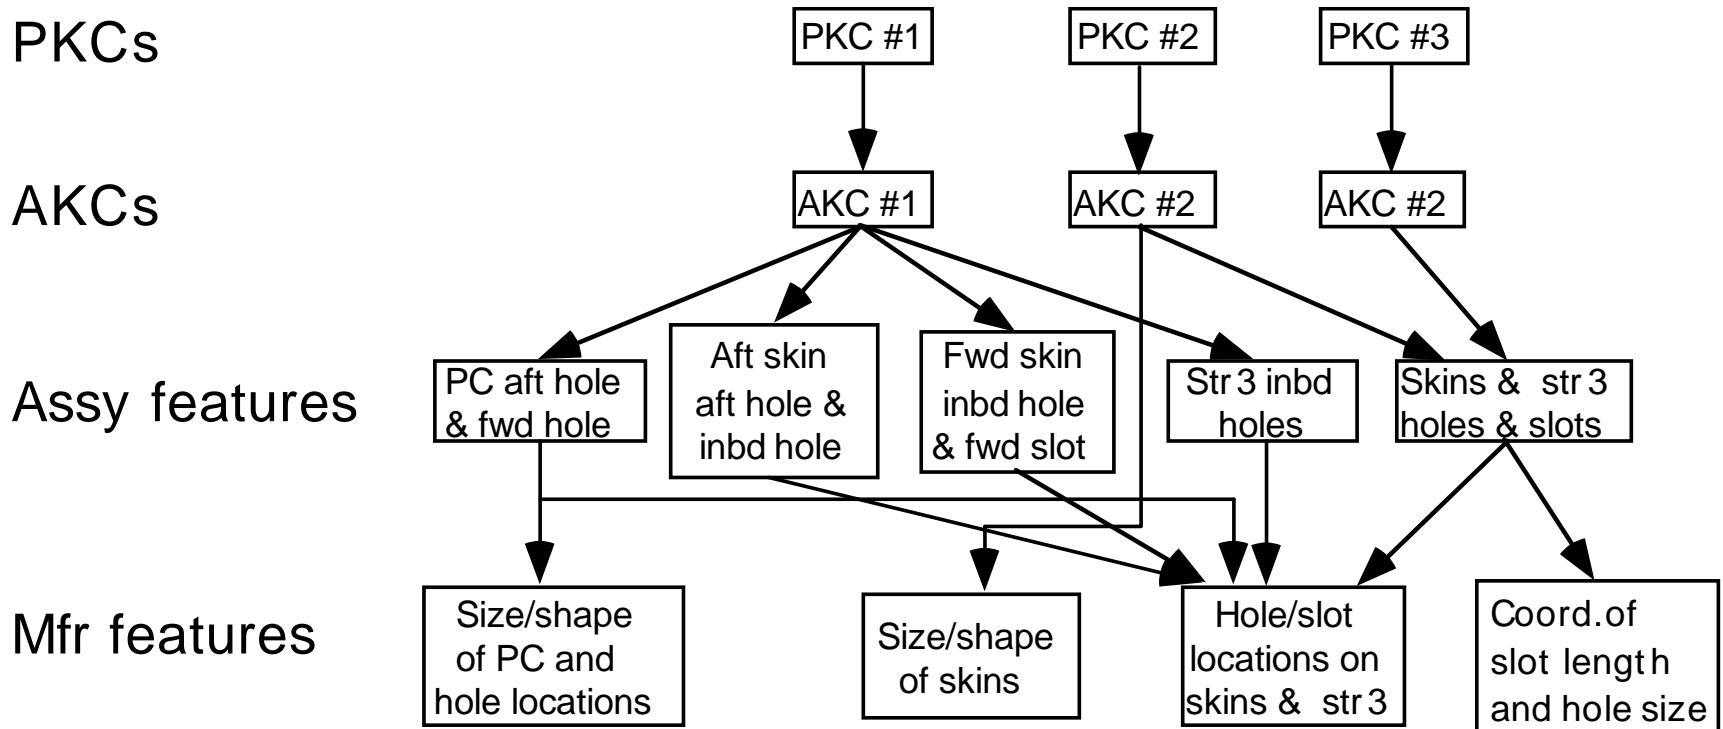 PKCs
PKC #1
PKC #2
PKC #3
AKCs
AKC #1
AKC #2
AKC #2
Assy features
PC aft hole
& fwd hole
Aft skin
aft hole &
inbd hole
Fwd skin
inbd hole
& fwd slot
Str 3 inbd
holes
Skins & str 3
holes & slots
Mfr features
Size/shape
of PC and
hole locations
Size/shape
of skins
Hole/slot
locations on
skins & str 3
Coord.of
slot length
and hole size